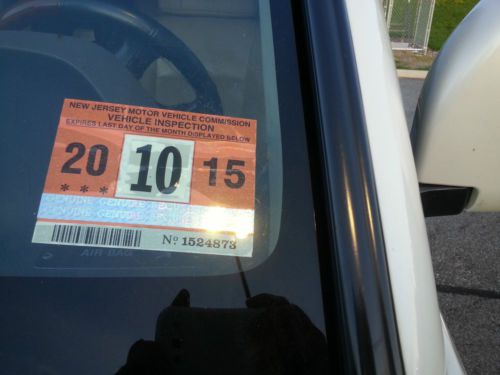 NEW JERSEY MOTOR VEHICLE COMMISSION
VEHICLE INSPECTION
EXPIRES LAST DAY OF THE MONTH DISPLAYED BELOW
20 10 15
***
GENUINE GENUINE
GENUINE GENUINE
No 1524873
AIR BAG